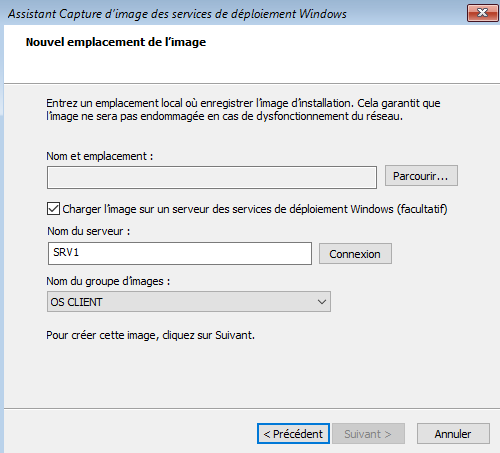 Assistant Capture d'image des services de déploiement Windows
Nouvel emplacement de l'image
Entrez un emplacement local où enregistrer l'image d'installation. Cela garantit que
l'image ne sera pas endommagée en cas de dysfonctionnement du réseau.
Nom et emplacement :
Parcourir...
Charger l'image sur un serveur des services de déploiement Windows (facultatif)
Nom du serveur :
SRV1
Connexion
Nom du groupe d'images :
OS CLIENT
Pour créer cette image, cliquez sur Suivant.
< Précédent
Suivant >
Annuler